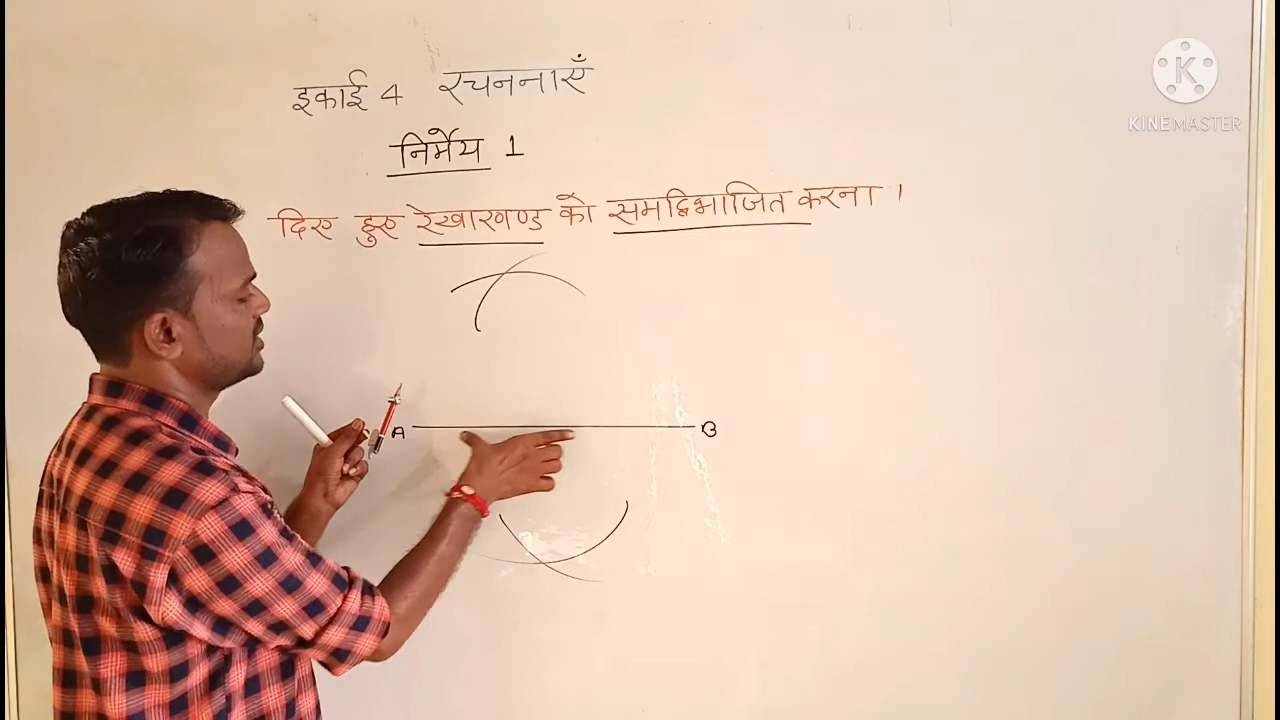 इकाई 4 रचननाएँ
निर्मेय 1
दिए हुए रेखाखण्ड को समद्विभाजित करना ।
A B
K
KINEMASTER